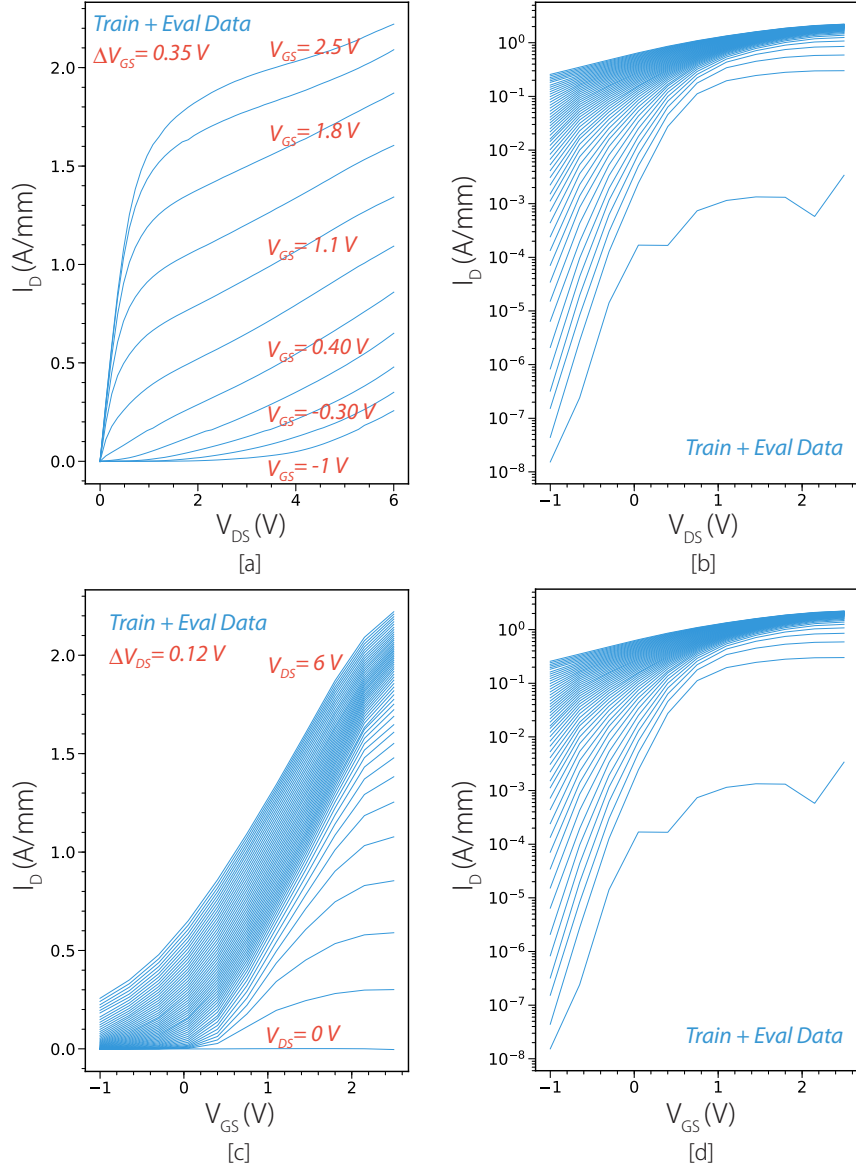 Train + Eval Data
ΔV_GS = 0.35 V
V_GS = 2.5 V
V_GS = 1.8 V
V_GS = 1.1 V
V_GS = 0.40 V
V_GS = -0.30 V
V_GS = -1 V
2.0
1.5
1.0
0.5
0.0
I_D (A/mm)
0 2 4 6
V_DS (V)
[a]
10^0
10^-1
10^-2
10^-3
10^-4
10^-5
10^-6
10^-7
10^-8
I_D (A/mm)
Train + Eval Data
−1 0 1 2
V_DS (V)
[b]
Train + Eval Data
ΔV_DS = 0.12 V
V_DS = 6 V
V_DS = 0 V
2.0
1.5
1.0
0.5
0.0
I_D (A/mm)
−1 0 1 2
V_GS (V)
[c]
10^0
10^-1
10^-2
10^-3
10^-4
10^-5
10^-6
10^-7
10^-8
I_D (A/mm)
Train + Eval Data
−1 0 1 2
V_GS (V)
[d]